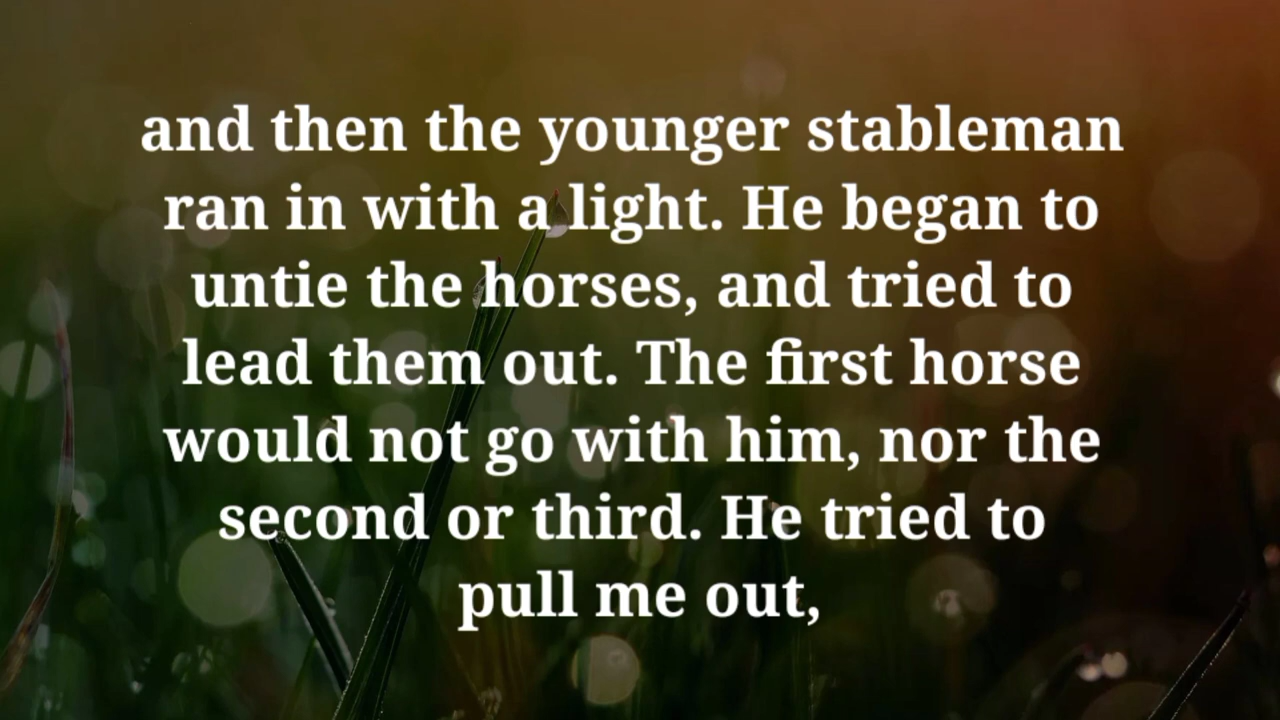 and then the younger stableman
ran in with a light. He began to
untie the horses, and tried to
lead them out. The first horse
would not go with him, nor the
second or third. He tried to
pull me out,